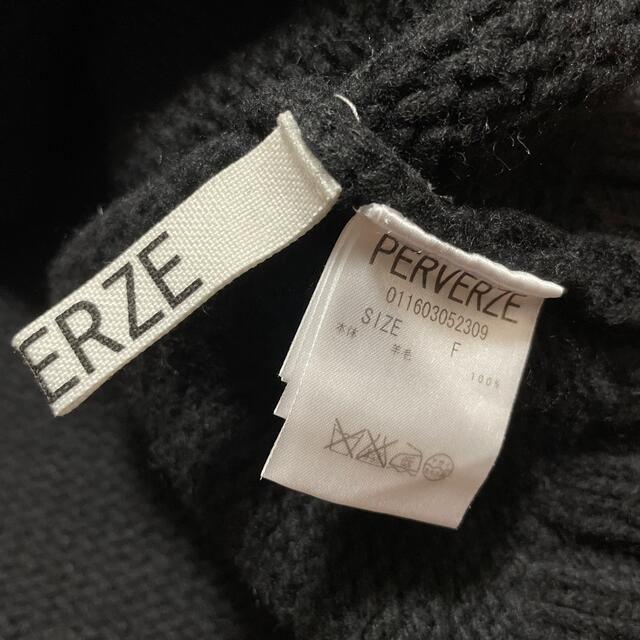 ERZE
PERVERZE
011603052309
SIZE F
本体 羊毛 100%